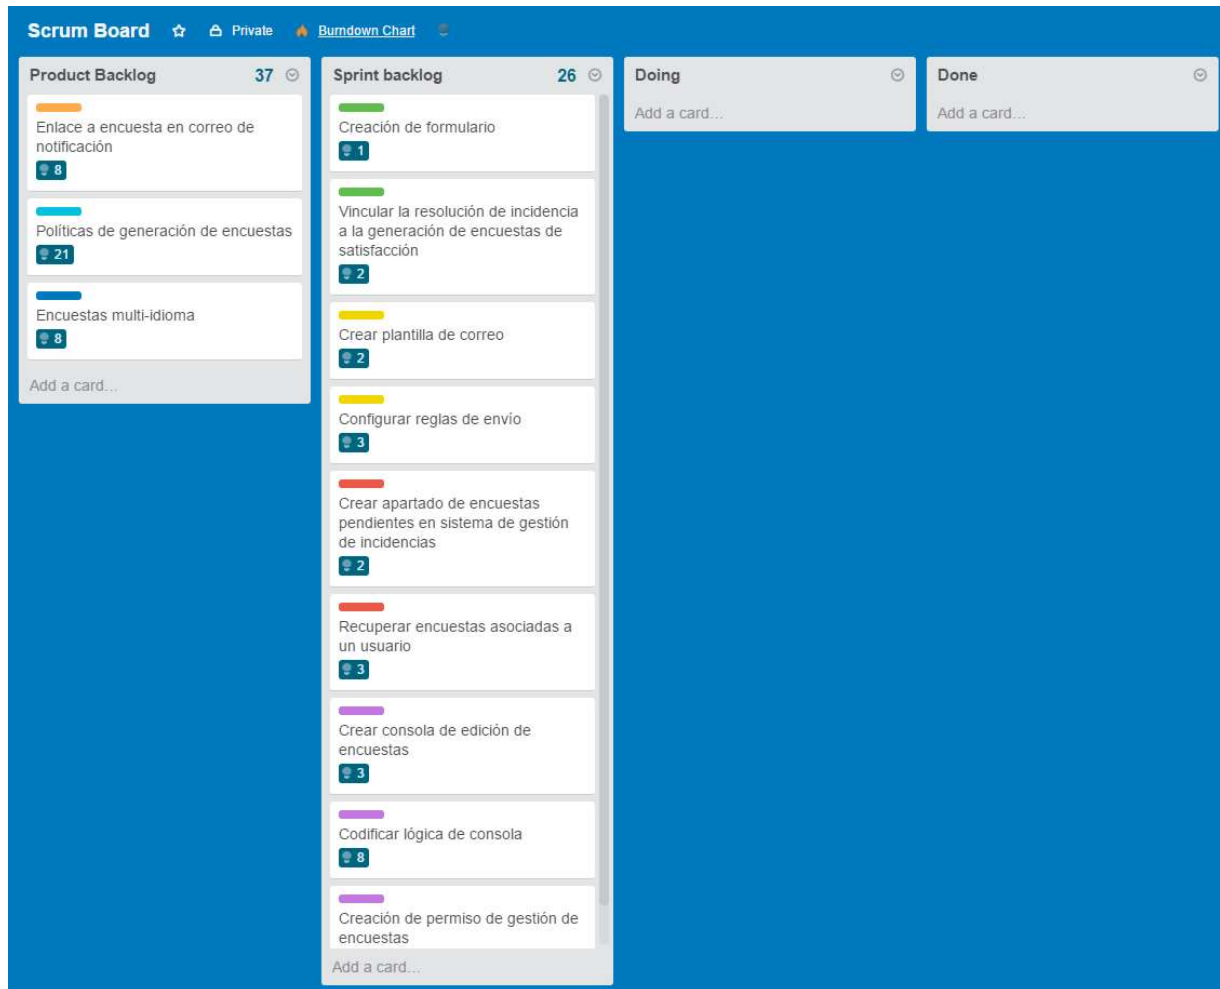 Scrum Board Private Burndown Chart
Product Backlog 37
Enlace a encuesta en correo de
notificación
8
Políticas de generación de encuestas
21
Encuestas multi-idioma
8
Add a card...
Sprint backlog 26
Creación de formulario
1
Vincular la resolución de incidencia
a la generación de encuestas de
satisfacción
2
Crear plantilla de correo
2
Configurar reglas de envío
3
Crear apartado de encuestas
pendientes en sistema de gestión
de incidencias
2
Recuperar encuestas asociadas a
un usuario
3
Crear consola de edición de
encuestas
3
Codificar lógica de consola
8
Creación de permiso de gestión de
encuestas
Add a card...
Doing
Add a card...
Done
Add a card...